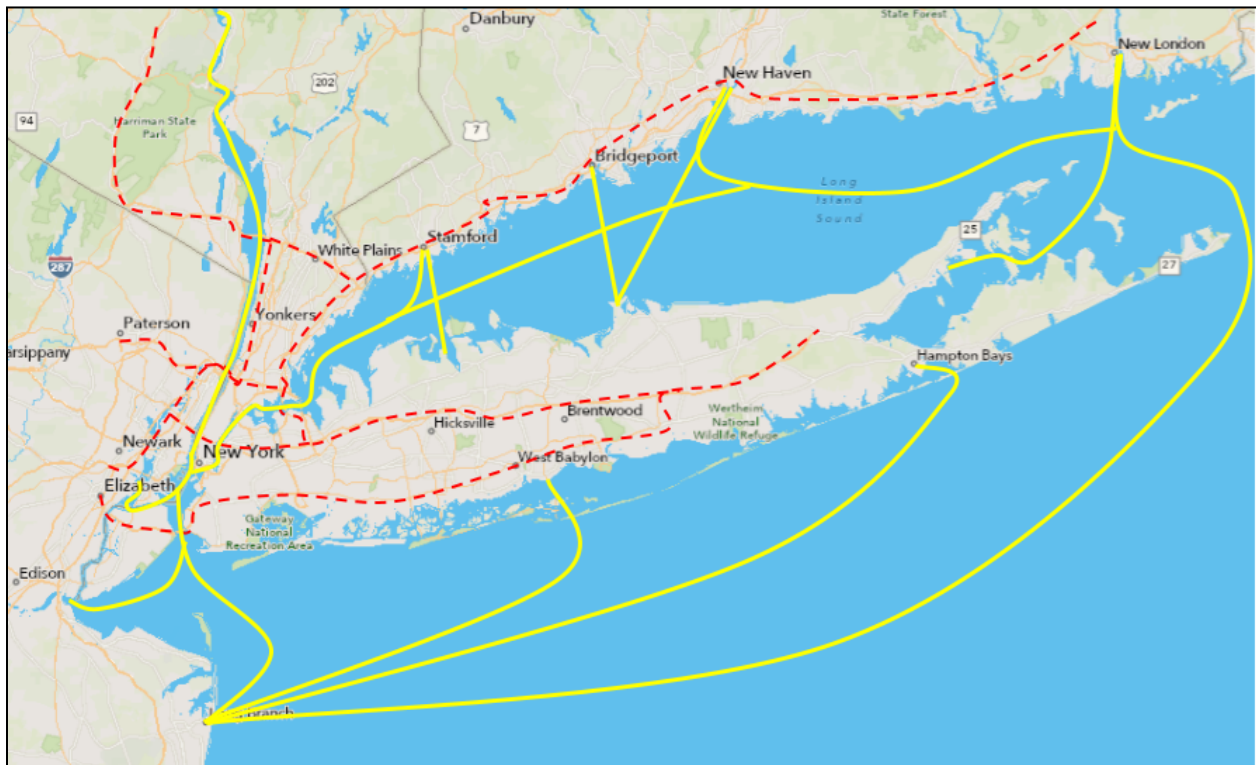 State Forest
Danbury
New London
New Haven
202
94
Harriman State
Park
7
Bridgeport
Long
Island
Sound
25
Stamford
White Plains
287
27
Yonkers
Paterson
arsippany
Hampton Bays
Brentwood
Hicksville
Wertheim
National
Wildlife Refuge
Newark
New York
West Babylon
Elizabeth
Gateway
National
Recreation Area
Edison
branch